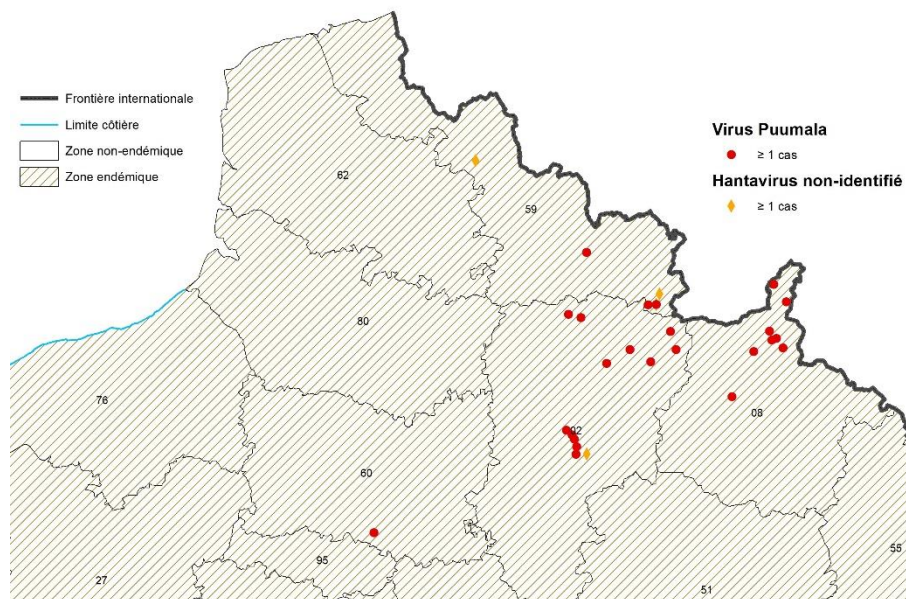 Frontière internationale
Limite côtière
Zone non-endémique
Zone endémique
Virus Puumala
≥ 1 cas
Hantavirus non-identifié
≥ 1 cas
62
59
80
76
08
02
60
55
95
27
51